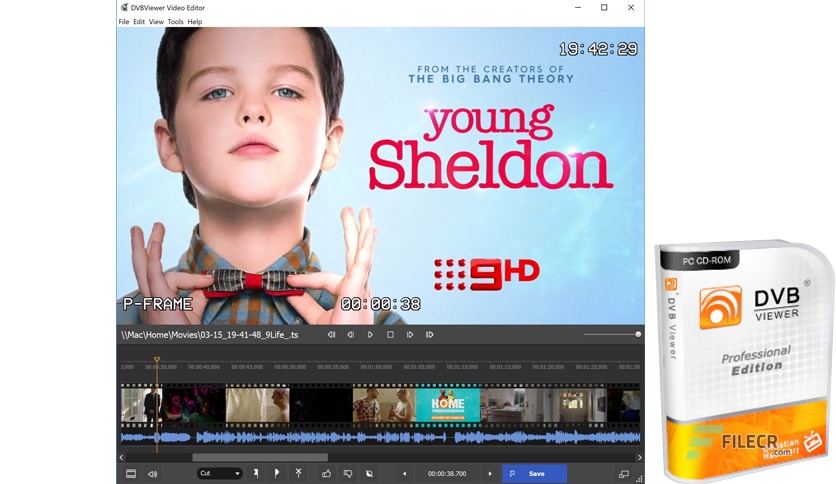 DVBViewer Video Editor
File Edit View Tools Help
19:42:29
FROM THE CREATORS OF
THE BIG BANG THEORY
young
Sheldon
9HD
P-FRAME
00:00:38
\\Mac\Home\Movies\03-15_19-41-48_9Life_.ts
3,000 00:00:35,000 00:00:40,000 00:00:45,000 00:00:50,000 00:00:55,000 00:01:00,000 00:01:05,000 00:01:10,000 00:01:15,000 00:01:20,000 00:01:25,000 00:01:30
HOME
Cut
00:00:38.700
Save
PC CD-ROM
DVB Viewer
DVB®
VIEWER
Professional
Edition
FILECR
.com